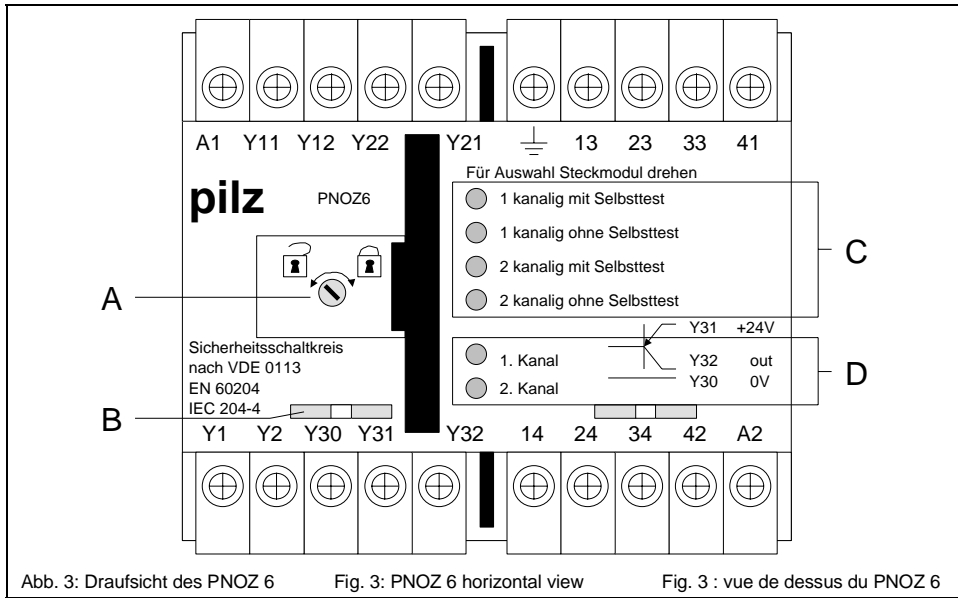 A1 Y11 Y12 Y22 Y21 13 23 33 41
Für Auswahl Steckmodul drehen
pilz PNOZ6
1 kanalig mit Selbsttest
1 kanalig ohne Selbsttest
2 kanalig mit Selbsttest
2 kanalig ohne Selbsttest
C
A
Y31 +24V
Sicherheitsschaltkreis
nach VDE 0113
EN 60204
IEC 204-4
1. Kanal
2. Kanal
Y32 out
Y30 0V
D
B
Y1 Y2 Y30 Y31 Y32 14 24 34 42 A2
Abb. 3: Draufsicht des PNOZ 6 Fig. 3: PNOZ 6 horizontal view Fig. 3 : vue de dessus du PNOZ 6